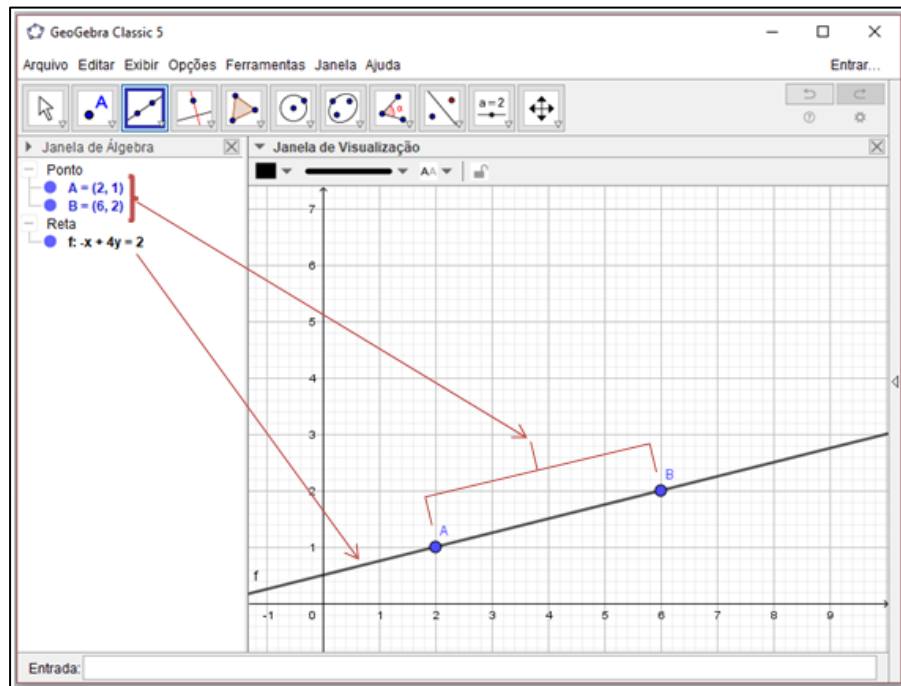 GeoGebra Classic 5
Arquivo Editar Exibir Opções Ferramentas Janela Ajuda
Entrar...
A
α
a=2
Janela de Álgebra
Janela de Visualização
Ponto
A = (2, 1)
B = (6, 2)
Reta
f: -x + 4y = 2
AA
7
6
5
4
3
2
1
B
A
f
-1 0 1 2 3 4 5 6 7 8 9
Entrada: